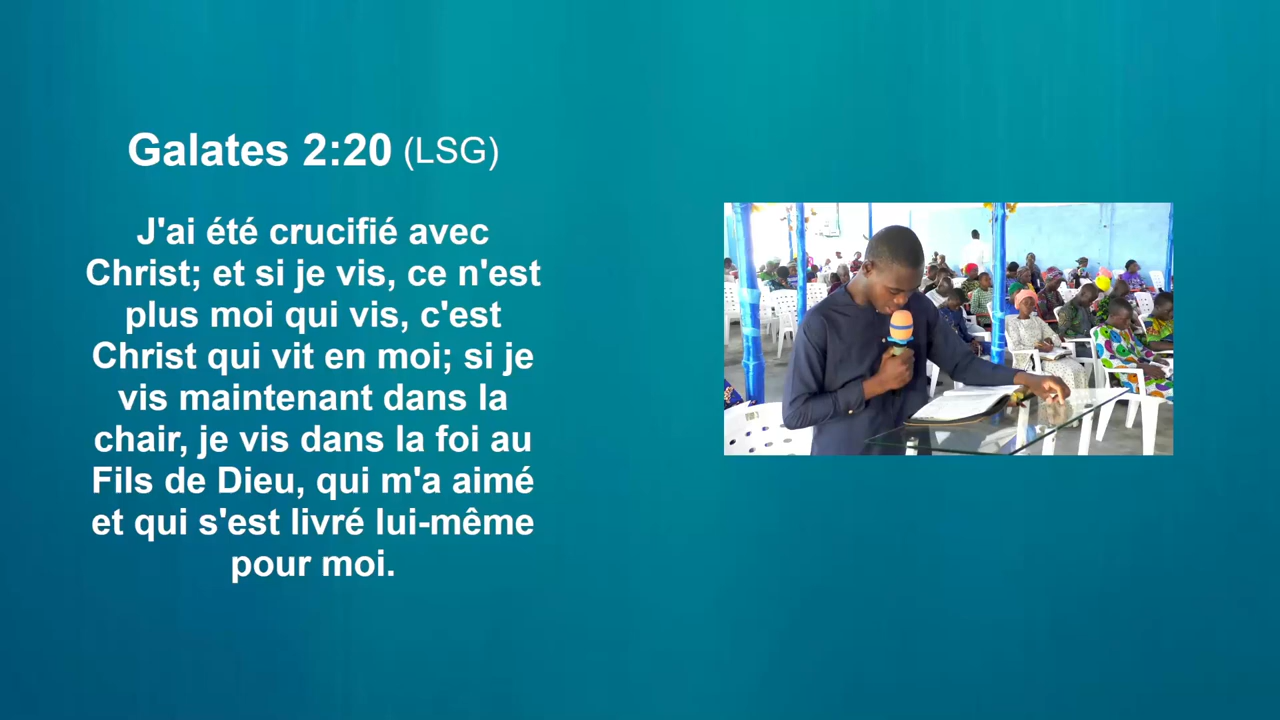 Galates 2:20 (LSG)
J'ai été crucifié avec
Christ; et si je vis, ce n'est
plus moi qui vis, c'est
Christ qui vit en moi; si je
vis maintenant dans la
chair, je vis dans la foi au
Fils de Dieu, qui m'a aimé
et qui s'est livré lui-même
pour moi.